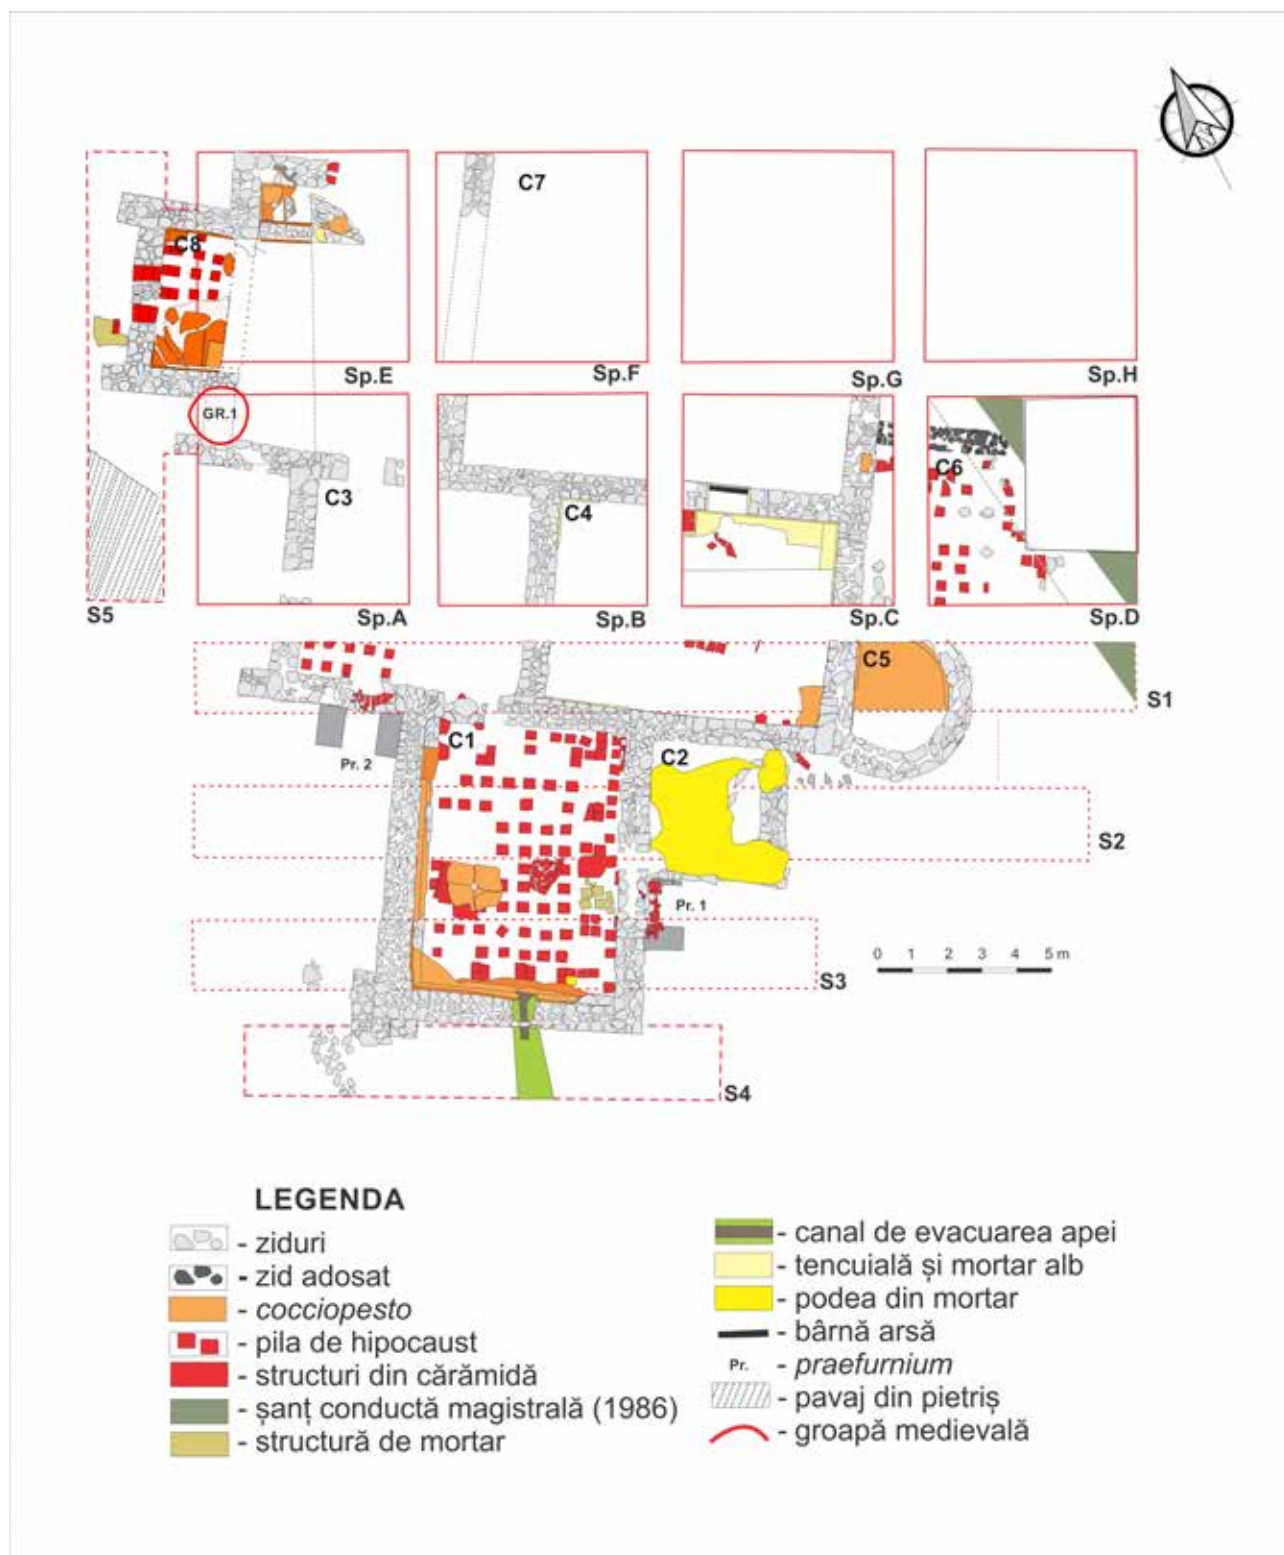 N
C7
C8
Sp.E
Sp.F
Sp.G
Sp.H
GR.1
C3
C4
C6
S5
Sp.A
Sp.B
Sp.C
Sp.D
C5
S1
C1
C2
Pr. 2
S2
Pr. 1
0 1 2 3 4 5 m
S3
S4
LEGENDA
- ziduri
- zid adosat
- cocciopesto
- pila de hipocaust
- structuri din cărămidă
- șanț conductă magistrală (1986)
- structură de mortar
- canal de evacuarea apei
- tencuială și mortar alb
- podea din mortar
- bârnă arsă
Pr. - praefurnium
- pavaj din pietriș
- groapă medievală